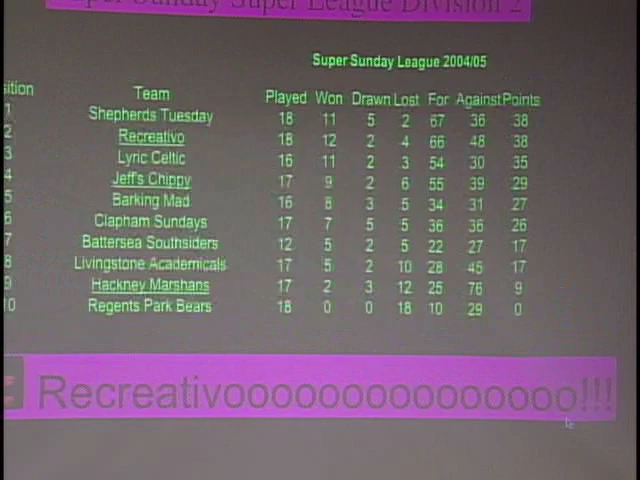 Super Sunday Super League Division 2
Super Sunday League 2004/05
sition Team Played Won Drawn Lost For Against Points
1 Shepherds Tuesday 18 11 5 2 67 36 38
2 Recreativo 18 12 2 4 66 48 38
3 Lyric Celtic 16 11 2 3 54 30 35
4 Jeff's Chippy 17 9 2 6 55 39 29
5 Barking Mad 16 8 3 5 34 31 27
6 Clapham Sundays 17 7 5 5 36 36 26
7 Battersea Southsiders 12 5 2 5 22 27 17
8 Livingstone Academicals 17 5 2 10 28 45 17
9 Hackney Marshans 17 2 3 12 25 76 9
10 Regents Park Bears 18 0 0 18 10 29 0
Recreativooooooooooooooooo!!!